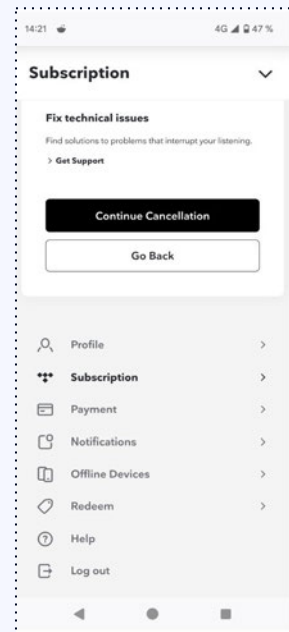 14:21 4G 47 %
Subscription
Fix technical issues
Find solutions to problems that interrupt your listening.
> Get Support
Continue Cancellation
Go Back
Profile
Subscription
Payment
Notifications
Offline Devices
Redeem
Help
Log out